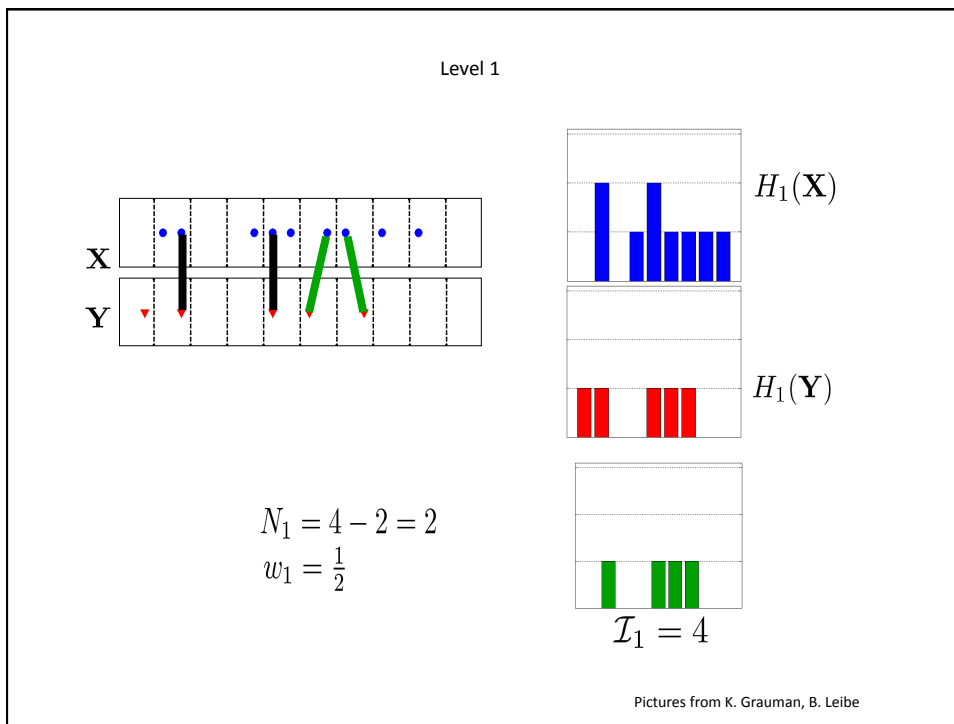 Level 1
H₁(𝐗)
𝐗
𝐘
H₁(𝐘)
N₁ = 4 − 2 = 2
w₁ = 1/2
ℐ₁ = 4
Pictures from K. Grauman, B. Leibe